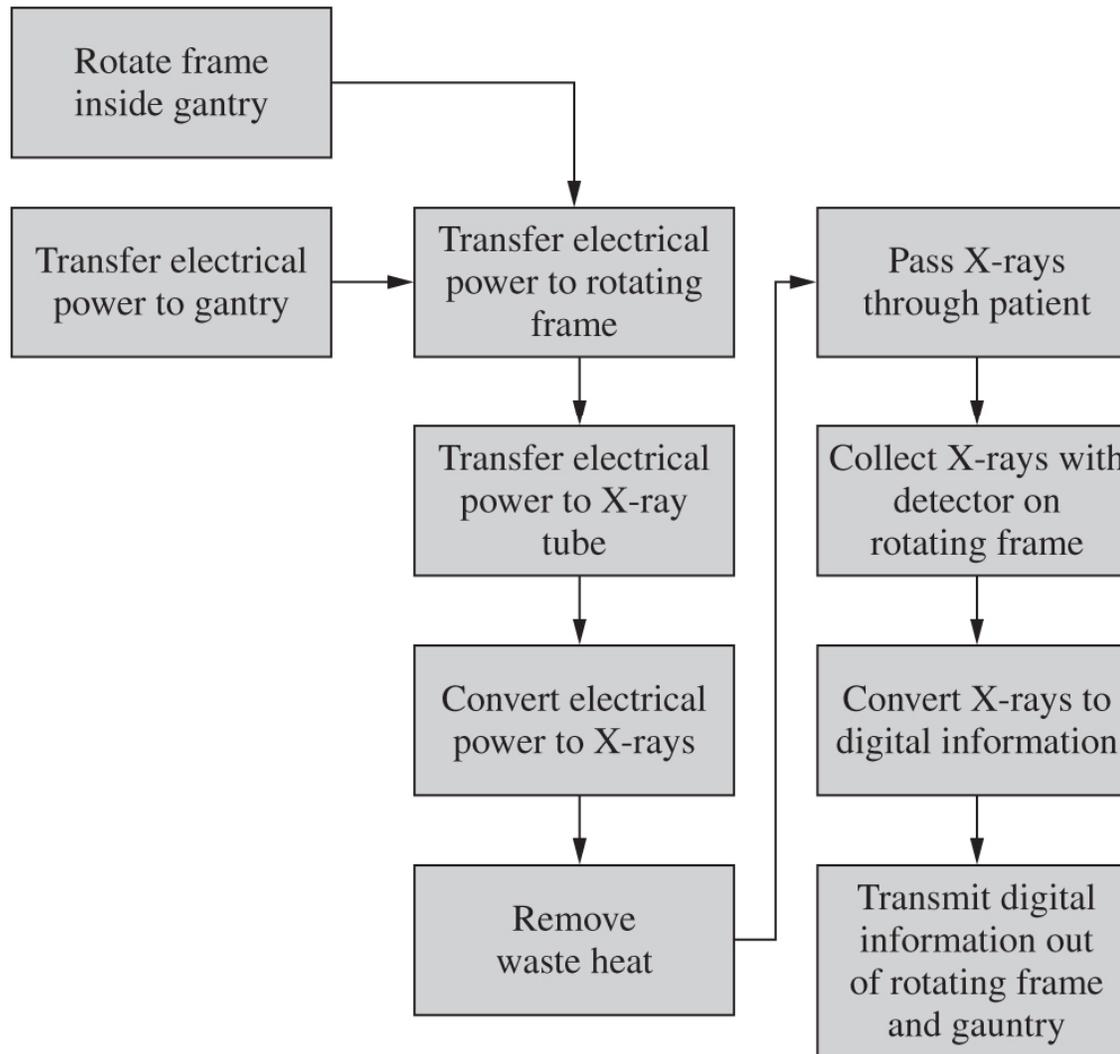 Rotate frame
inside gantry
Transfer electrical
power to gantry
Transfer electrical
power to rotating
frame
Transfer electrical
power to X-ray
tube
Convert electrical
power to X-rays
Remove
waste heat
Pass X-rays
through patient
Collect X-rays with
detector on
rotating frame
Convert X-rays to
digital information
Transmit digital
information out
of rotating frame
and gauntry